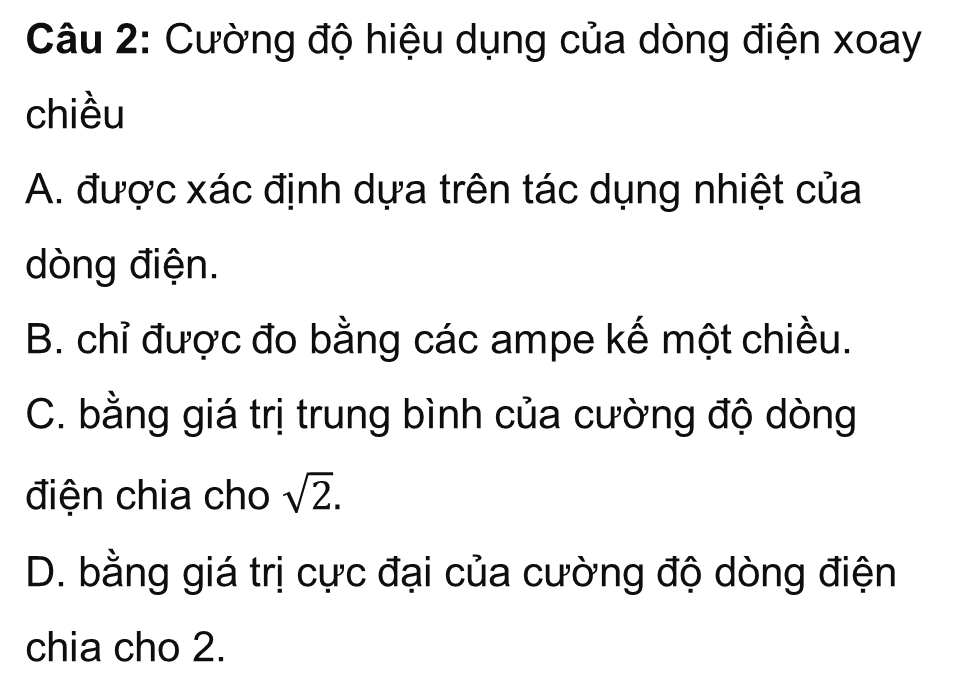 Câu 2: Cường độ hiệu dụng của dòng điện xoay
chiều
A. được xác định dựa trên tác dụng nhiệt của
dòng điện.
B. chỉ được đo bằng các ampe kế một chiều.
C. bằng giá trị trung bình của cường độ dòng
điện chia cho √2.
D. bằng giá trị cực đại của cường độ dòng điện
chia cho 2.